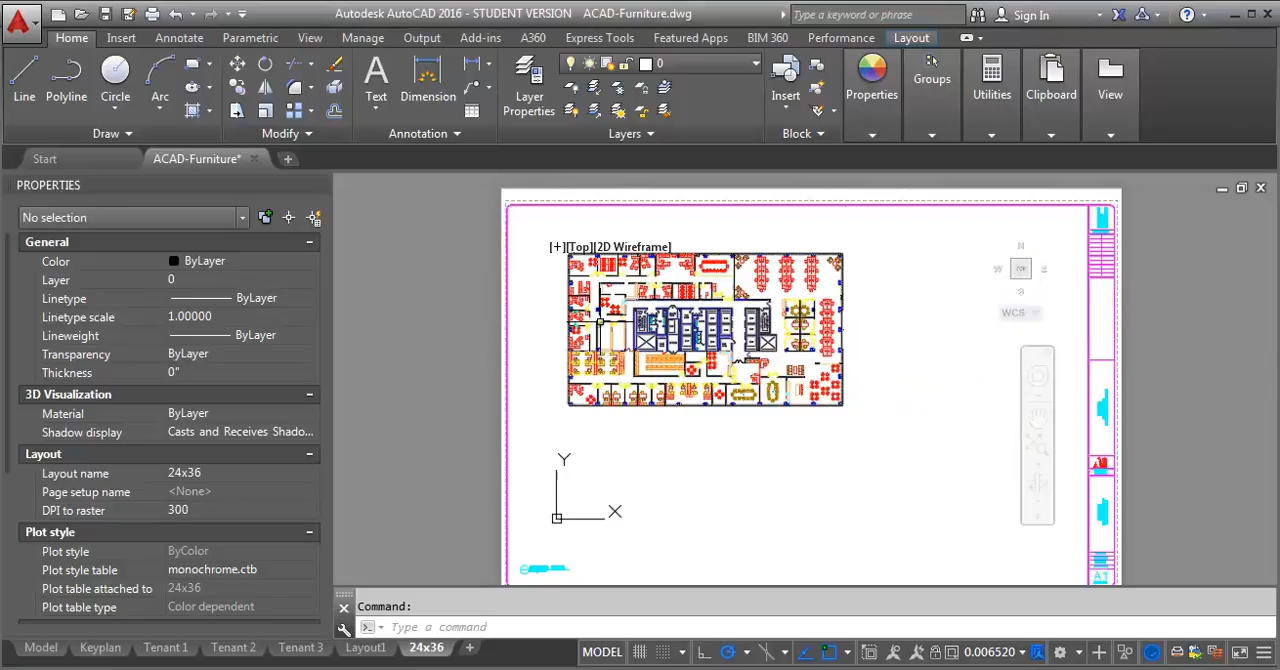 Autodesk AutoCAD 2016 - STUDENT VERSION ACAD-Furniture.dwg
Type a keyword or phrase
Sign In
Home Insert Annotate Parametric View Manage Output Add-ins A360 Express Tools Featured Apps BIM 360 Performance Layout
0
Line Polyline Circle Arc
Text Dimension
Layer Properties
Insert
Properties Groups Utilities Clipboard View
Draw Modify Annotation Layers Block
Start ACAD-Furniture*
PROPERTIES
No selection
General
Color ByLayer
Layer 0
Linetype ByLayer
Linetype scale 1.00000
Lineweight ByLayer
Transparency ByLayer
Thickness 0"
3D Visualization
Material ByLayer
Shadow display Casts and Receives Shado...
Layout
Layout name 24x36
Page setup name <None>
DPI to raster 300
Plot style
Plot style ByColor
Plot style table monochrome.ctb
Plot table attached to 24x36
Plot table type Color dependent
[+][Top][2D Wireframe]
N
W TOP E
S
WCS
Y
X
A1
Command:
Type a command
Model Keyplan Tenant 1 Tenant 2 Tenant 3 Layout1 24x36
MODEL 0.006520